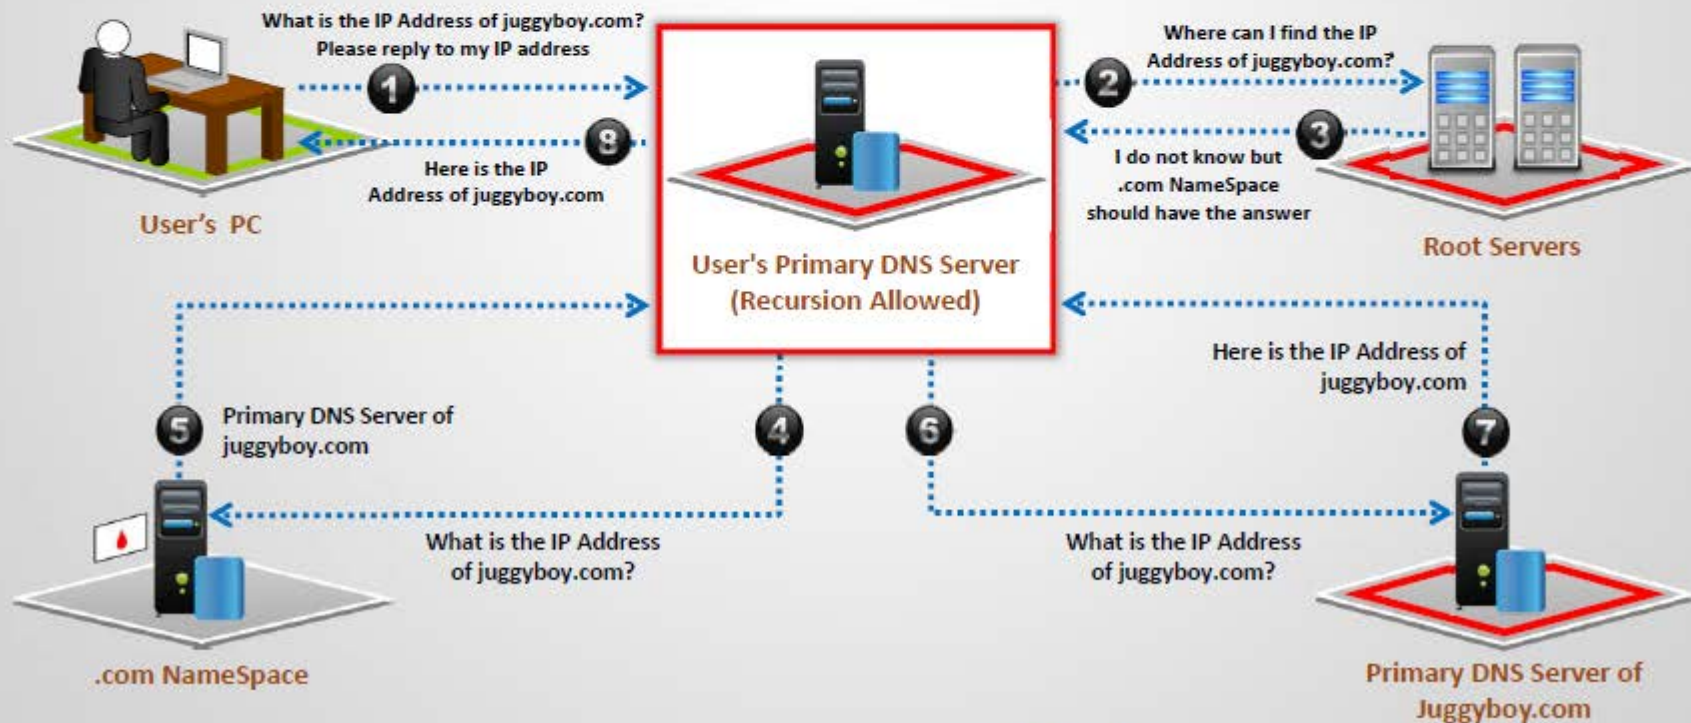 What is the IP Address of juggyboy.com?
Please reply to my IP address
1
8
Here is the IP
Address of juggyboy.com
User's  PC
User's Primary DNS Server
(Recursion Allowed)
Where can I find the IP
Address of juggyboy.com?
2
3
I do not know but
.com NameSpace
should have the answer
Root Servers
5
Primary DNS Server of
juggyboy.com
4
What is the IP Address
of juggyboy.com?
.com NameSpace
6
What is the IP Address
of juggyboy.com?
Here is the IP Address of
juggyboy.com
7
Primary DNS Server of
Juggyboy.com